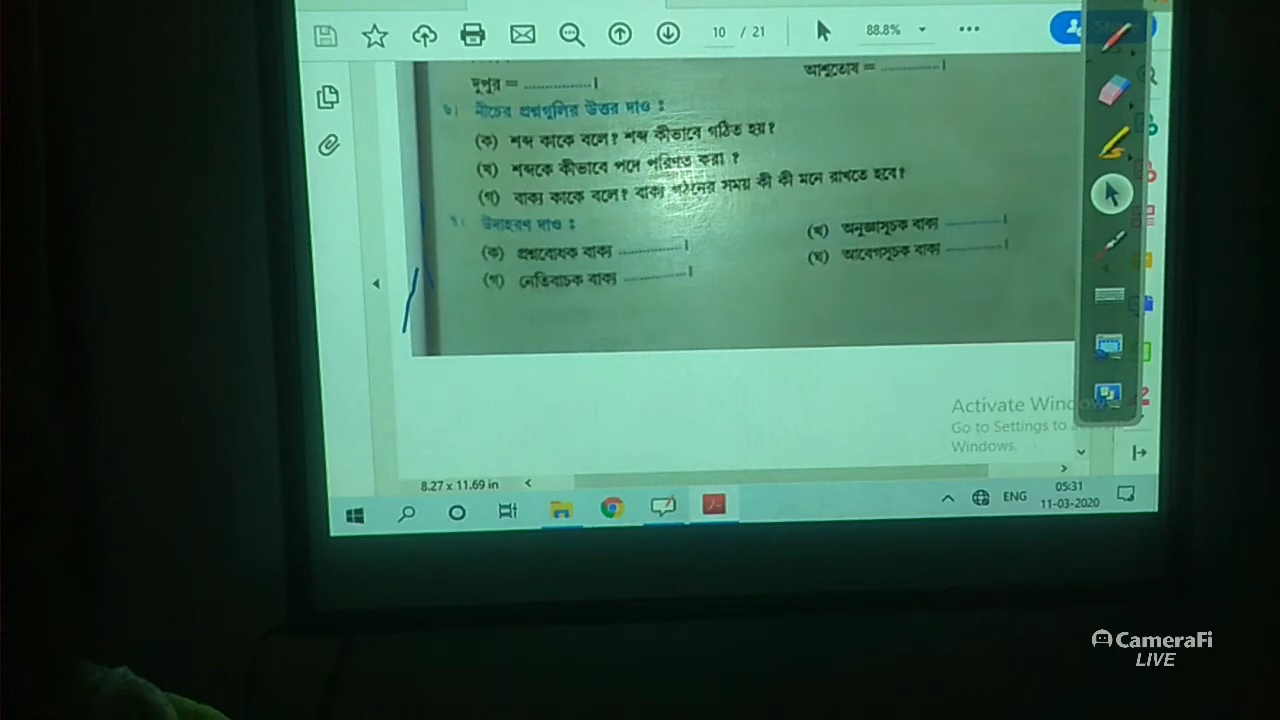 10 / 21
88.8%
দুপুর = ...............।
আশুতোষ = ...............।
৬। নীচের প্রশ্নগুলির উত্তর দাও :
(ক) শব্দ কাকে বলে? শব্দ কীভাবে গঠিত হয়?
(খ) শব্দকে কীভাবে পদে পরিণত করা ?
(গ) বাক্য কাকে বলে? বাক্য গঠনের সময় কী কী মনে রাখতে হবে?
৭। উদাহরণ দাও :
(ক) প্রশ্নবোধক বাক্য ...............।
(খ) অনুজ্ঞাসূচক বাক্য ...............।
(গ) নেতিবাচক বাক্য ...............।
(ঘ) আবেগসূচক বাক্য ...............।
Activate Windows
Go to Settings to
Windows.
8.27 x 11.69 in
ENG
05:31
11-03-2020
CameraFi
LIVE